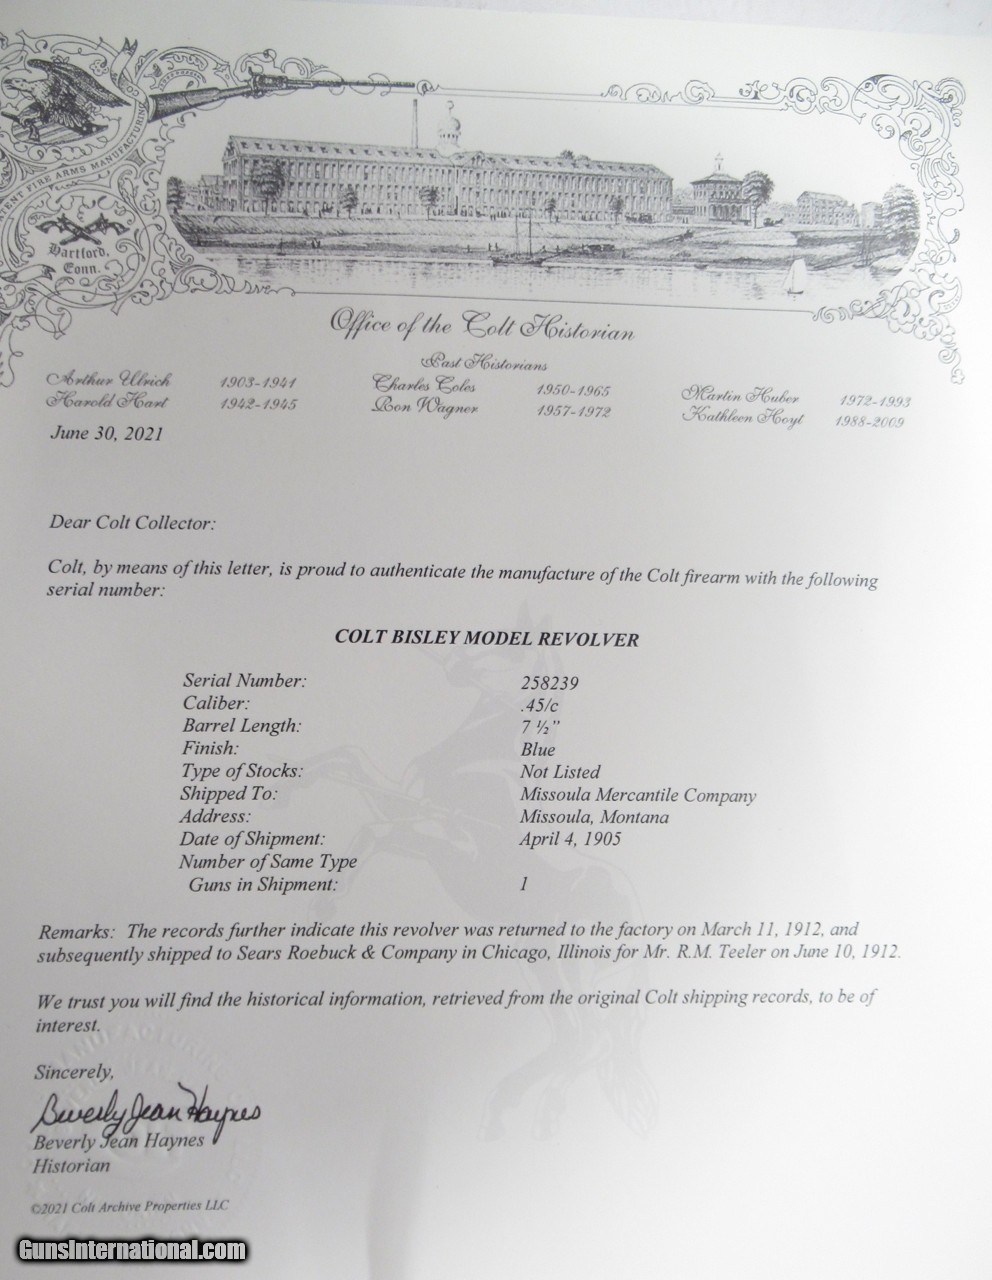 PATENT FIRE ARMS MANUFACTURING
Hartford,
Conn.
Office of the Colt Historian
Past Historians
Arthur Ulrich 1903-1941 Charles Coles 1950-1965 Martin Huber 1972-1993
Harold Hart 1942-1945 Ron Wagner 1957-1972 Kathleen Hoyt 1988-2009
June 30, 2021
Dear Colt Collector:
Colt, by means of this letter, is proud to authenticate the manufacture of the Colt firearm with the following
serial number:
COLT BISLEY MODEL REVOLVER
Serial Number: 258239
Caliber: .45/c
Barrel Length: 7 ½”
Finish: Blue
Type of Stocks: Not Listed
Shipped To: Missoula Mercantile Company
Address: Missoula, Montana
Date of Shipment: April 4, 1905
Number of Same Type
Guns in Shipment: 1
Remarks: The records further indicate this revolver was returned to the factory on March 11, 1912, and
subsequently shipped to Sears Roebuck & Company in Chicago, Illinois for Mr. R.M. Teeler on June 10, 1912.
We trust you will find the historical information, retrieved from the original Colt shipping records, to be of
interest.
Sincerely,
Beverly Jean Haynes
Beverly Jean Haynes
Historian
©2021 Colt Archive Properties LLC
GunsInternational.com